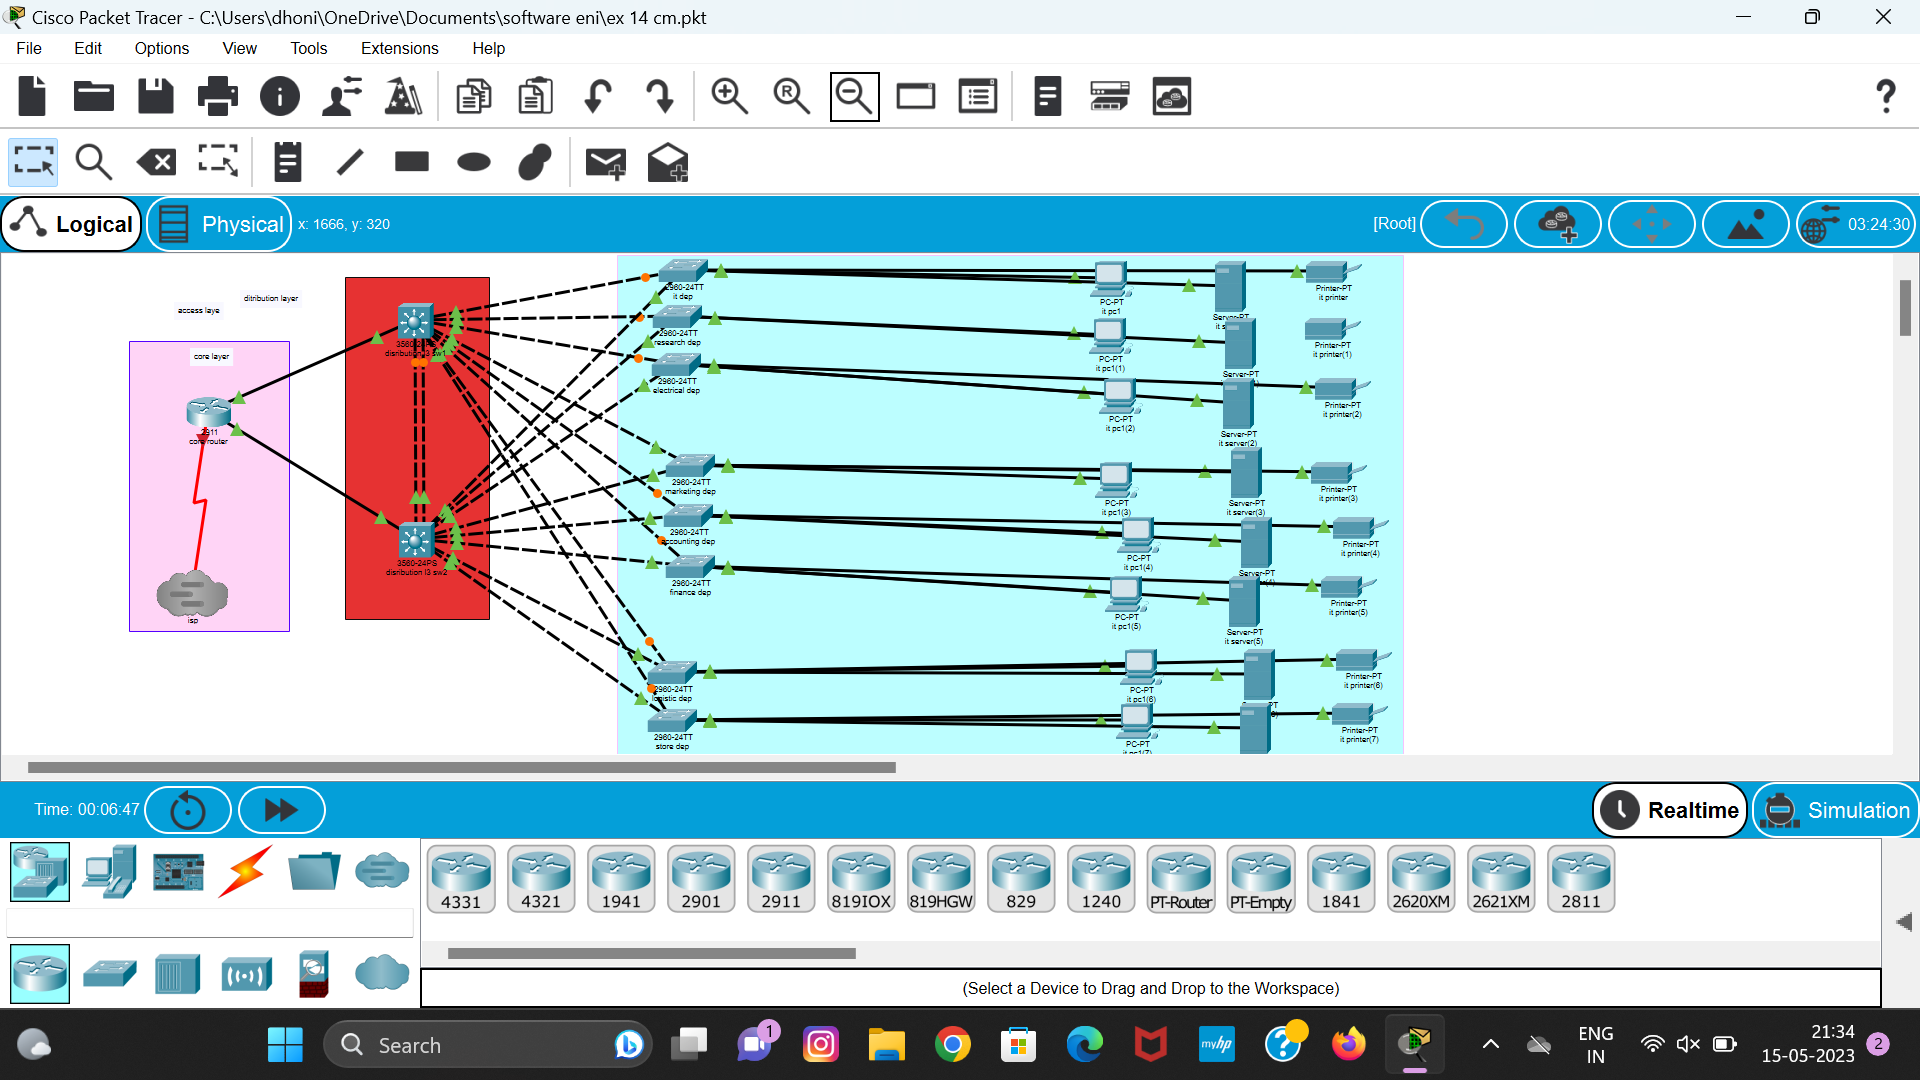 Cisco Packet Tracer - C:\Users\dhoni\OneDrive\Documents\software eni\ex 14 cm.pkt
File Edit Options View Tools Extensions Help
Logical Physical x: 1666, y: 320 [Root] 03:24:30
access laye
ditribution layer
core layer
2911
core router
isp
disribution l3 sw1
3560-24PS
disribution l3 sw2
2960-24TT
it dep
2960-24TT
research dep
2960-24TT
electrical dep
2960-24TT
marketing dep
2960-24TT
accounting dep
2960-24TT
finance dep
2960-24TT
logistic dep
2960-24TT
store dep
PC-PT
it pc1
PC-PT
it pc1(1)
PC-PT
it pc1(2)
PC-PT
it pc1(3)
PC-PT
it pc1(4)
PC-PT
it pc1(5)
PC-PT
it pc1(6)
PC-PT
it pc1(7)
Server-PT
Server-PT
Server-PT
it server(2)
Server-PT
it server(3)
Server-PT
Server-PT
it server(5)
Printer-PT
it printer
Printer-PT
it printer(1)
Printer-PT
it printer(2)
Printer-PT
it printer(3)
Printer-PT
it printer(4)
Printer-PT
it printer(5)
Printer-PT
it printer(6)
Printer-PT
it printer(7)
Time: 00:06:47
Realtime Simulation
4331 4321 1941 2901 2911 819IOX 819HGW 829 1240 PT-Router PT-Empty 1841 2620XM 2621XM 2811
(Select a Device to Drag and Drop to the Workspace)
Search
1
myhp
ENG
IN
21:34
15-05-2023
2